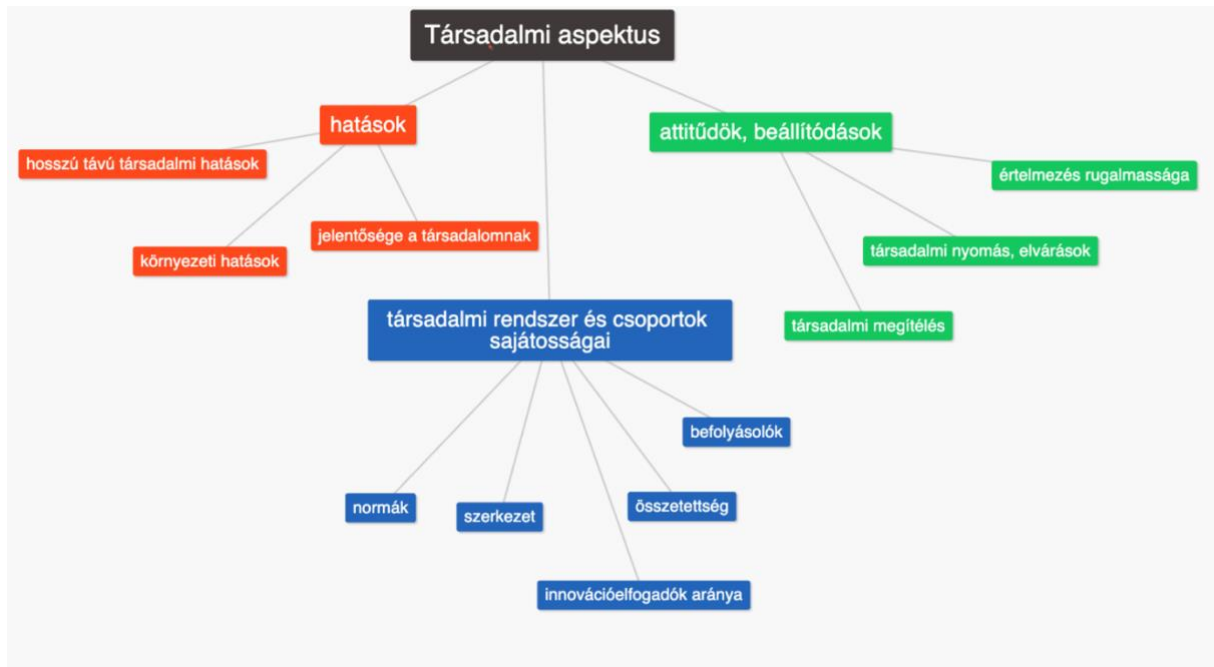 Társadalmi aspektus
hatások
hosszú távú társadalmi hatások
környezeti hatások
jelentősége a társadalomnak
attitűdök, beállítódások
értelmezés rugalmassága
társadalmi nyomás, elvárások
társadalmi megítélés
társadalmi rendszer és csoportok
sajátosságai
befolyásolók
normák
szerkezet
összetettség
innovációelfogadók aránya